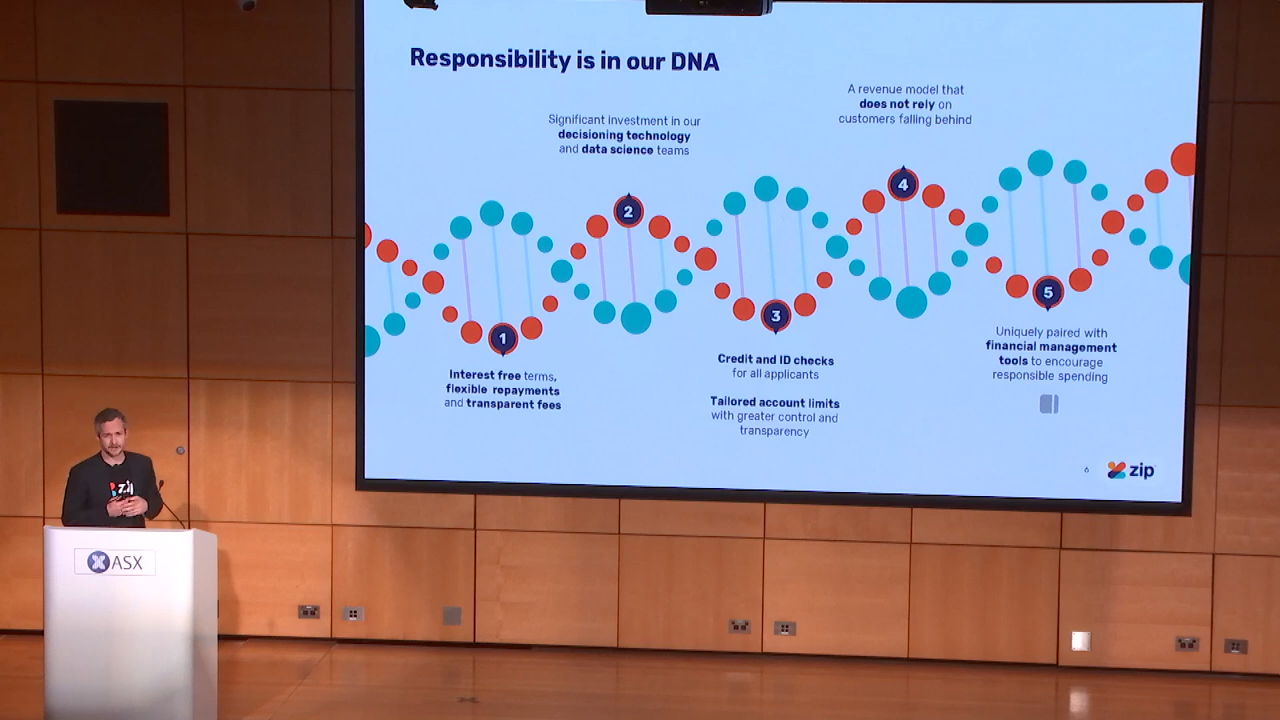 Responsibility is in our DNA
Significant investment in our
decisioning technology
and data science teams
A revenue model that
does not rely on
customers falling behind
1
2
3
4
5
Interest free terms,
flexible repayments
and transparent fees
Credit and ID checks
for all applicants
Tailored account limits
with greater control and
transparency
Uniquely paired with
financial management
tools to encourage
responsible spending
6
zip
zip
ASX